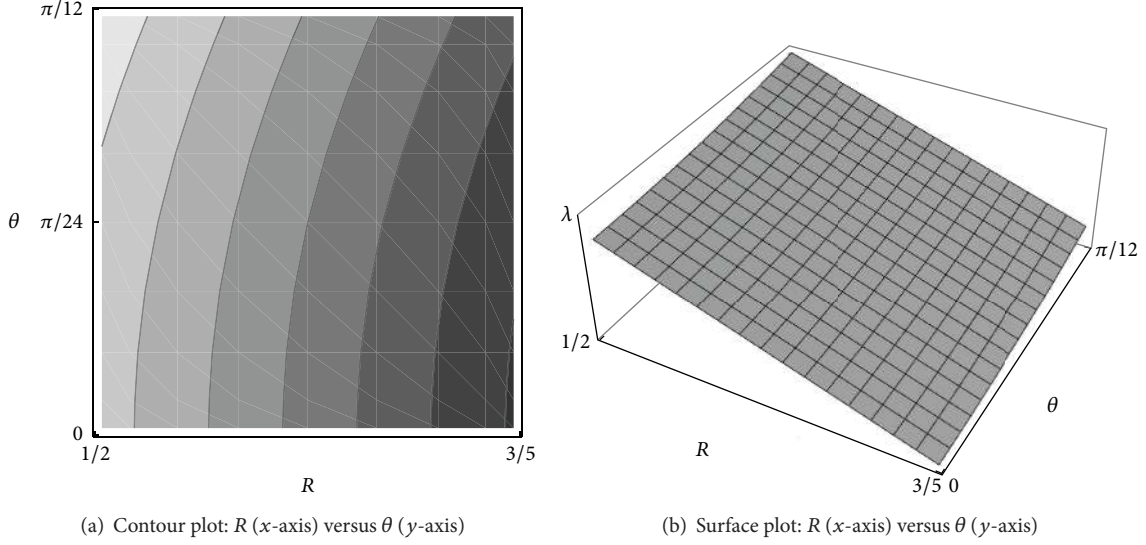 π/12
θ
π/24
0
1/2
3/5
R
(a) Contour plot: R (x-axis) versus θ (y-axis)
λ
1/2
R
3/5 0
θ
π/12
(b) Surface plot: R (x-axis) versus θ (y-axis)